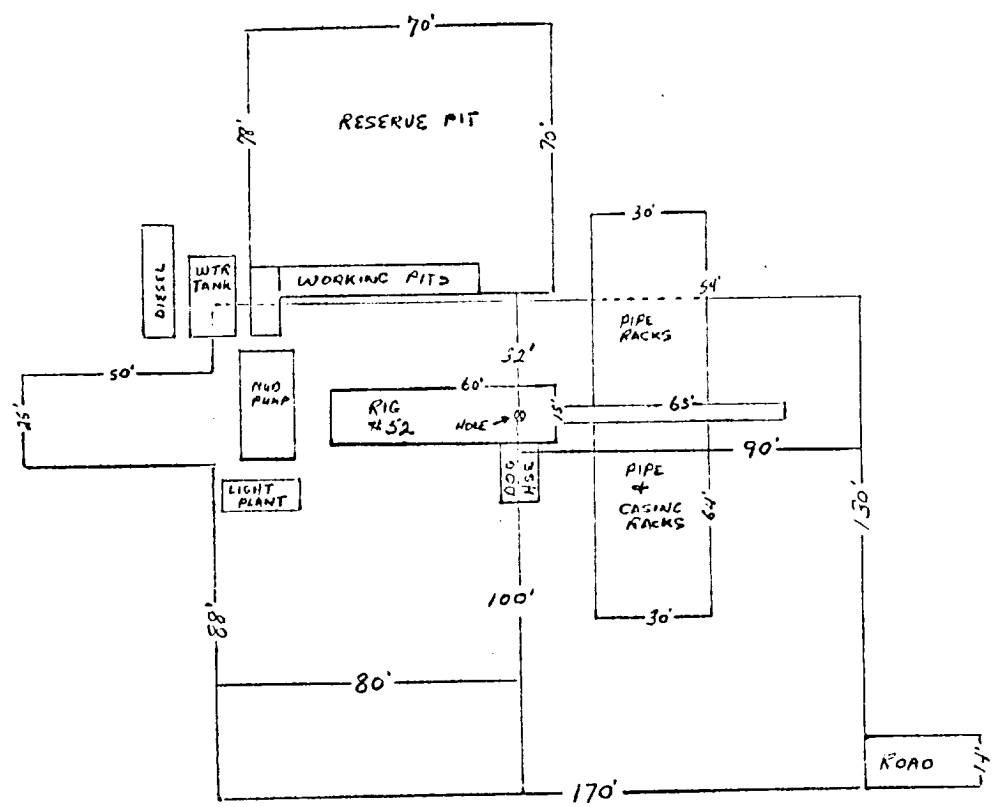 70'
RESERVE PIT
78'
70'
30'
DIESEL
WTR
TANK
WORKING PITS
54'
PIPE
RACKS
32'
50'
MUD
PUMP
60'
25'
RIG
#52
HOLE
15'
65'
90'
DOG
HSE
PIPE
+
CASING
RACKS
64'
130'
LIGHT
PLANT
100'
88'
30'
80'
ROAD
14'
170'